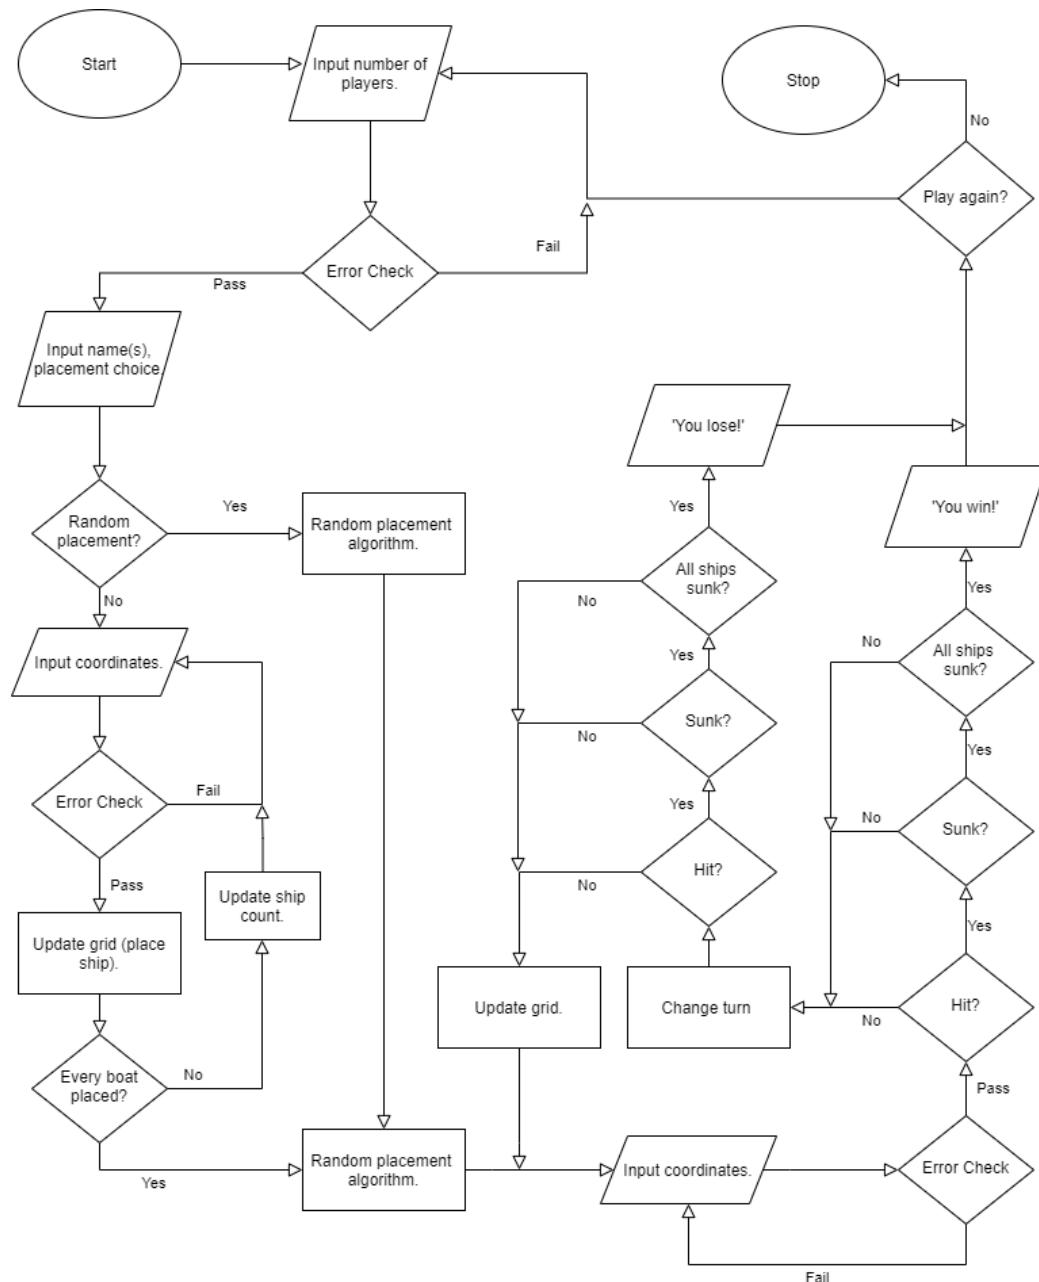 Start
Input number of
players.
Stop
No
Play again?
Error Check
Fail
Pass
Input name(s),
placement choice.
'You lose!'
'You win!'
Yes
Random
placement?
Yes
Random placement
algorithm.
No
All ships
sunk?
No
Yes
Input coordinates.
Yes
No
All ships
sunk?
Sunk?
No
Yes
Error Check
Fail
Yes
No
Sunk?
Hit?
No
Pass
Update ship
count.
Yes
Update grid (place
ship).
Update grid.
Change turn
No
Hit?
Every boat
placed?
No
Pass
Yes
Random placement
algorithm.
Input coordinates.
Error Check
Fail